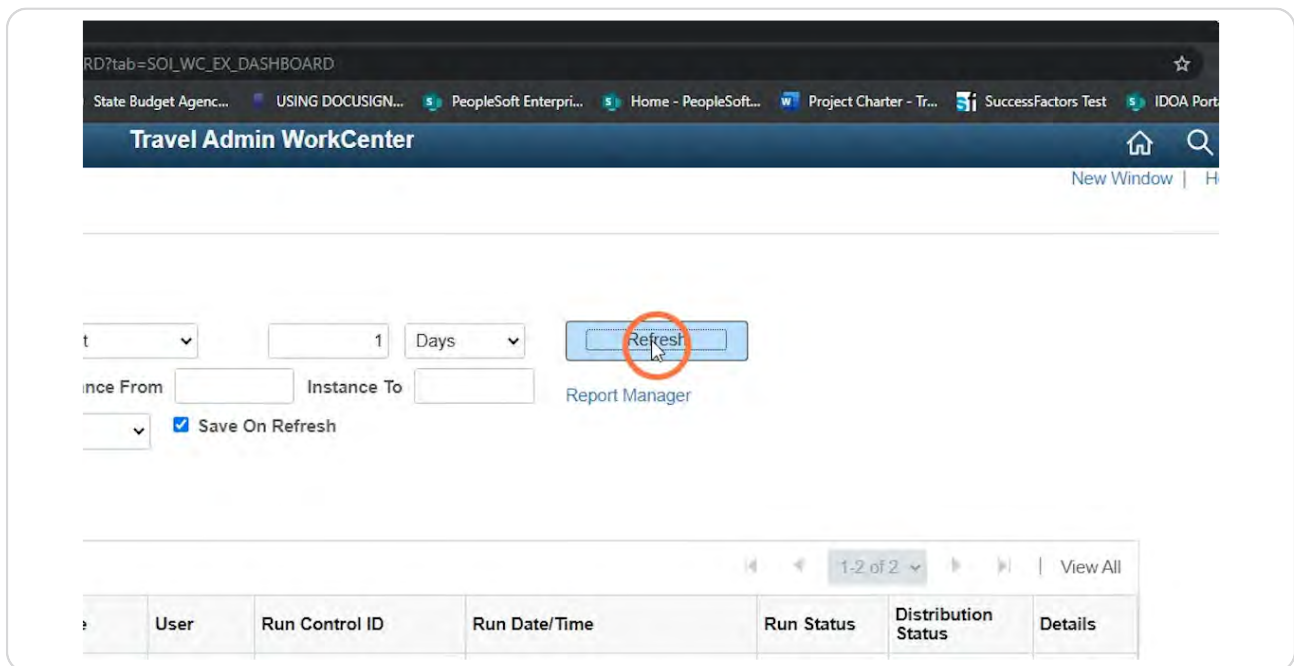 RD?tab=SOI_WC_EX_DASHBOARD
State Budget Agenc... USING DOCUSIGN... PeopleSoft Enterpri... Home - PeopleSoft... Project Charter - Tr... SuccessFactors Test IDOA Port
Travel Admin WorkCenter
New Window | H
t 1 Days Refresh
nce From Instance To Report Manager
Save On Refresh
1-2 of 2 | View All
e User Run Control ID Run Date/Time Run Status Distribution Status Details